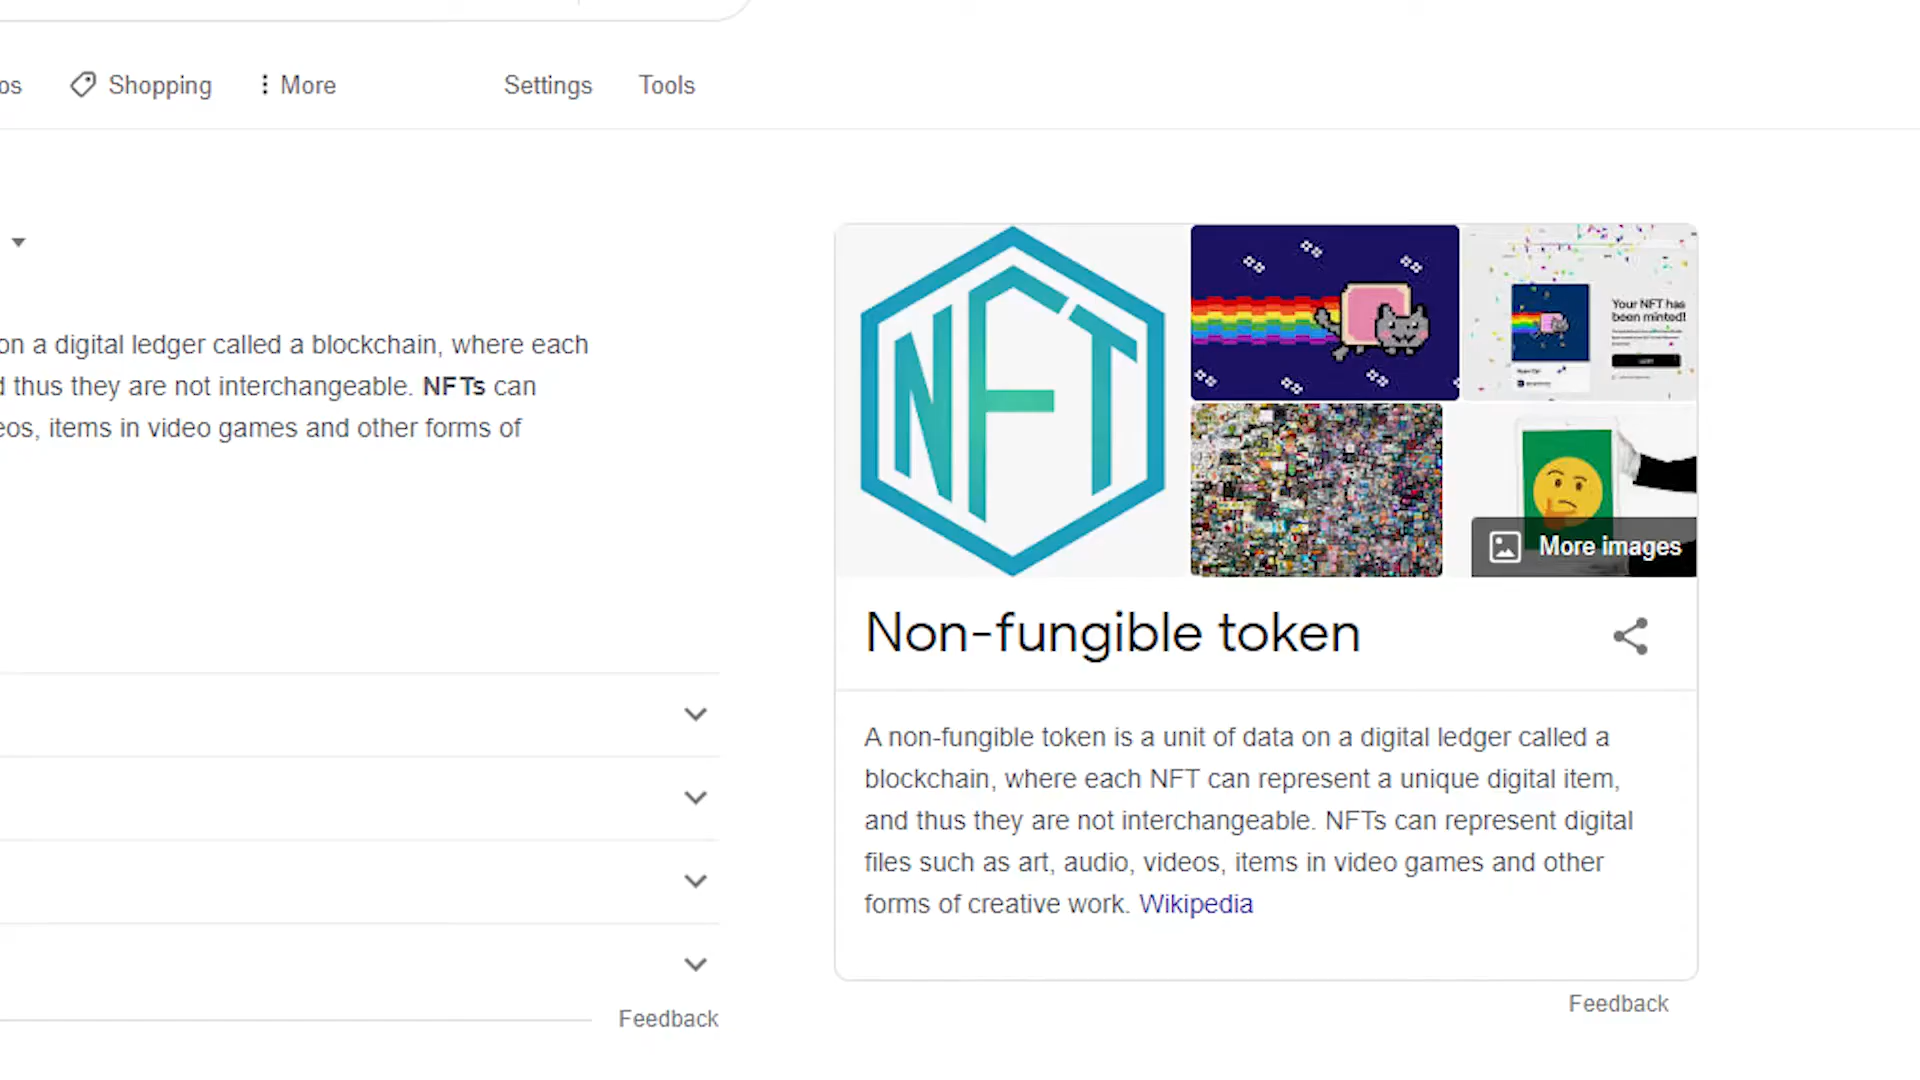 os
Shopping
More
Settings
Tools
on a digital ledger called a blockchain, where each
d thus they are not interchangeable. NFTs can
eos, items in video games and other forms of
Feedback
NFT
Your NFT has
been minted!
More images
Non-fungible token
A non-fungible token is a unit of data on a digital ledger called a
blockchain, where each NFT can represent a unique digital item,
and thus they are not interchangeable. NFTs can represent digital
files such as art, audio, videos, items in video games and other
forms of creative work. Wikipedia
Feedback